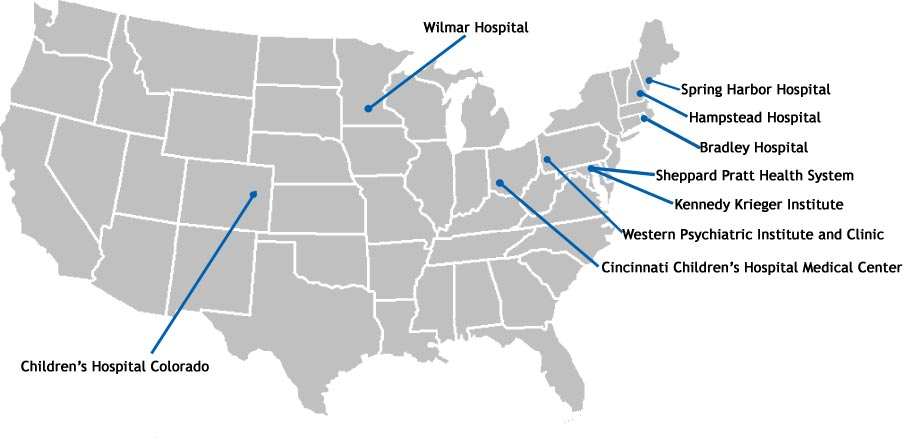 Wilmar Hospital
Spring Harbor Hospital
Hampstead Hospital
Bradley Hospital
Sheppard Pratt Health System
Kennedy Krieger Institute
Western Psychiatric Institute and Clinic
Cincinnati Children’s Hospital Medical Center
Children’s Hospital Colorado